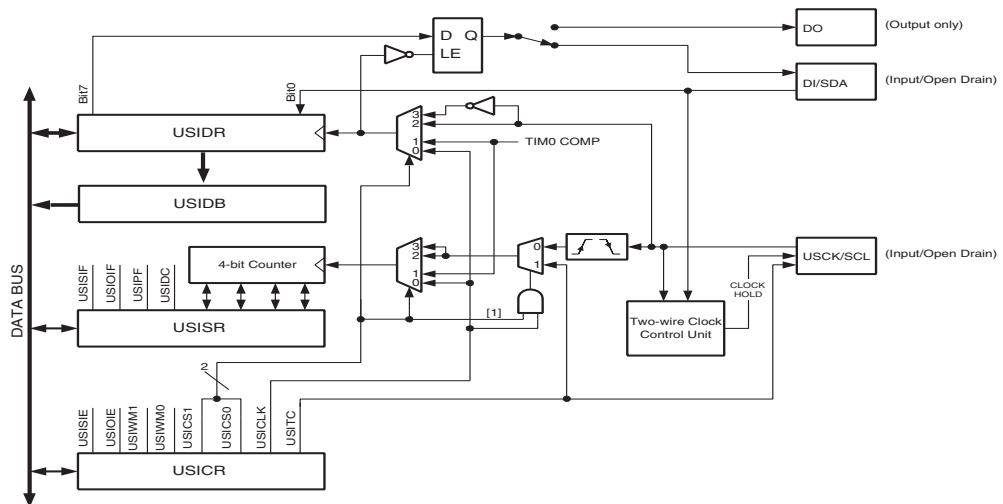 DO
(Output only)
D Q
LE
DI/SDA
(Input/Open Drain)
Bit7
Bit0
USIDR
3
2
1
0
TIM0 COMP
USIDB
4-bit Counter
3
2
1
0
0
1
USCK/SCL
(Input/Open Drain)
CLOCK
HOLD
USISIF
USIOIF
USIPF
USIDC
USISR
[1]
Two-wire Clock
Control Unit
DATA BUS
2
USISIE
USIOIE
USIWM1
USIWM0
USICS1
USICS0
USICLK
USITC
USICR